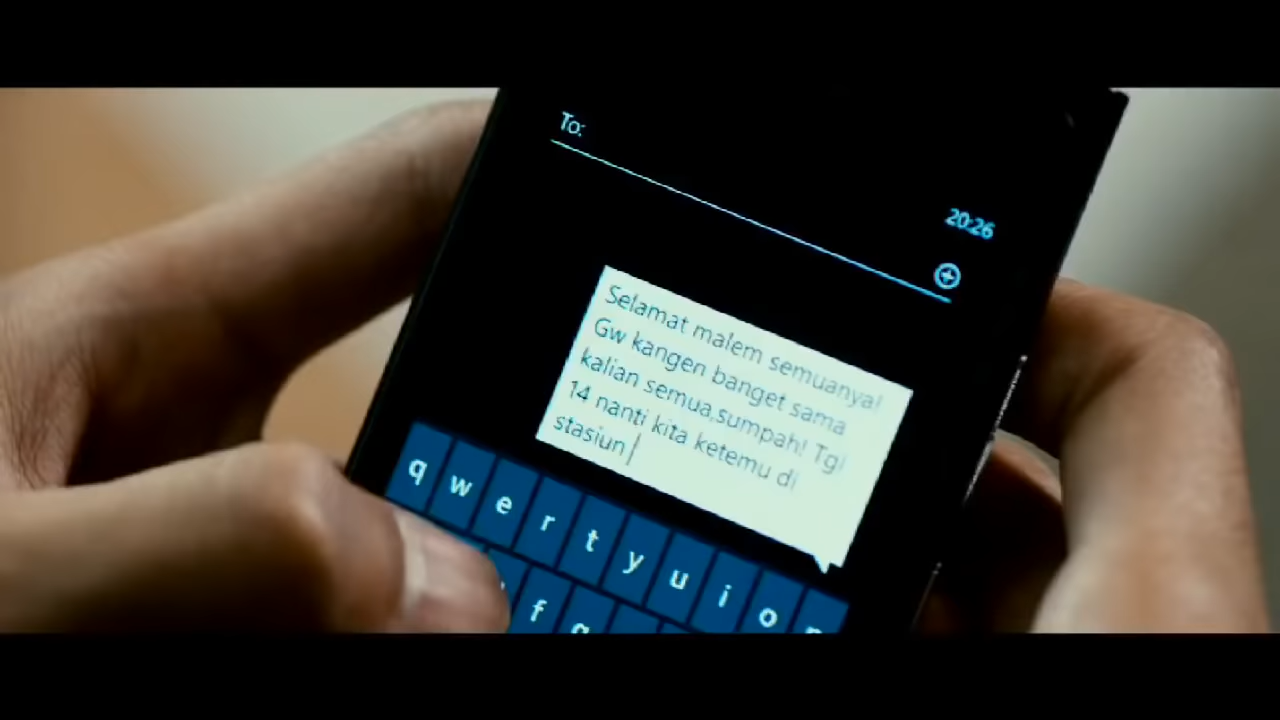 To:
20:26
Selamat malem semuanya!
Gw kangen banget sama
kalian semua,sumpah! Tgl
14 nanti kita ketemu di
stasiun
q w e r t y u i o
f